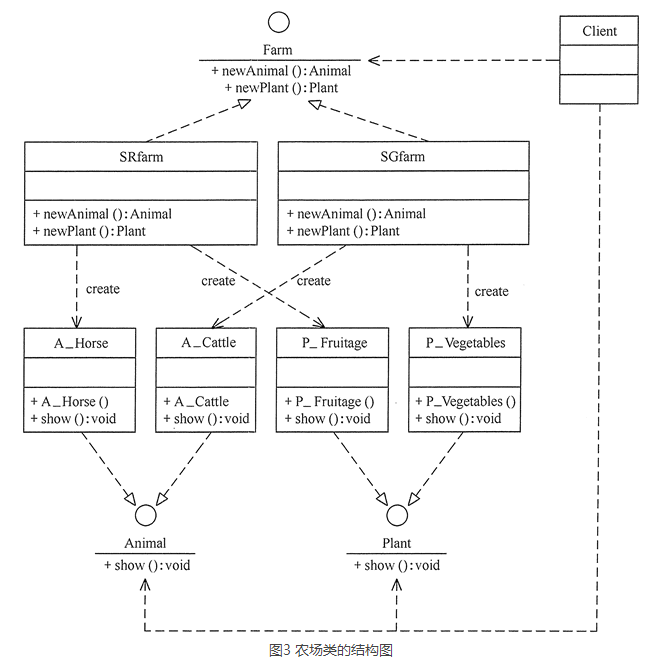 Farm
+ newAnimal ():Animal
+ newPlant ():Plant
Client
SRfarm
+ newAnimal ():Animal
+ newPlant ():Plant
SGfarm
+ newAnimal ():Animal
+ newPlant ():Plant
create
create
create
create
A_Horse
+ A_Horse ()
+ show ():void
A_Cattle
+ A_Cattle
+ show ():void
P_ Fruitage
+ P_ Fruitage ()
+ show ():void
P_Vegetables
+ P_Vegetables ()
+ show ():void
Animal
+ show ():void
Plant
+ show ():void
图3 农场类的结构图